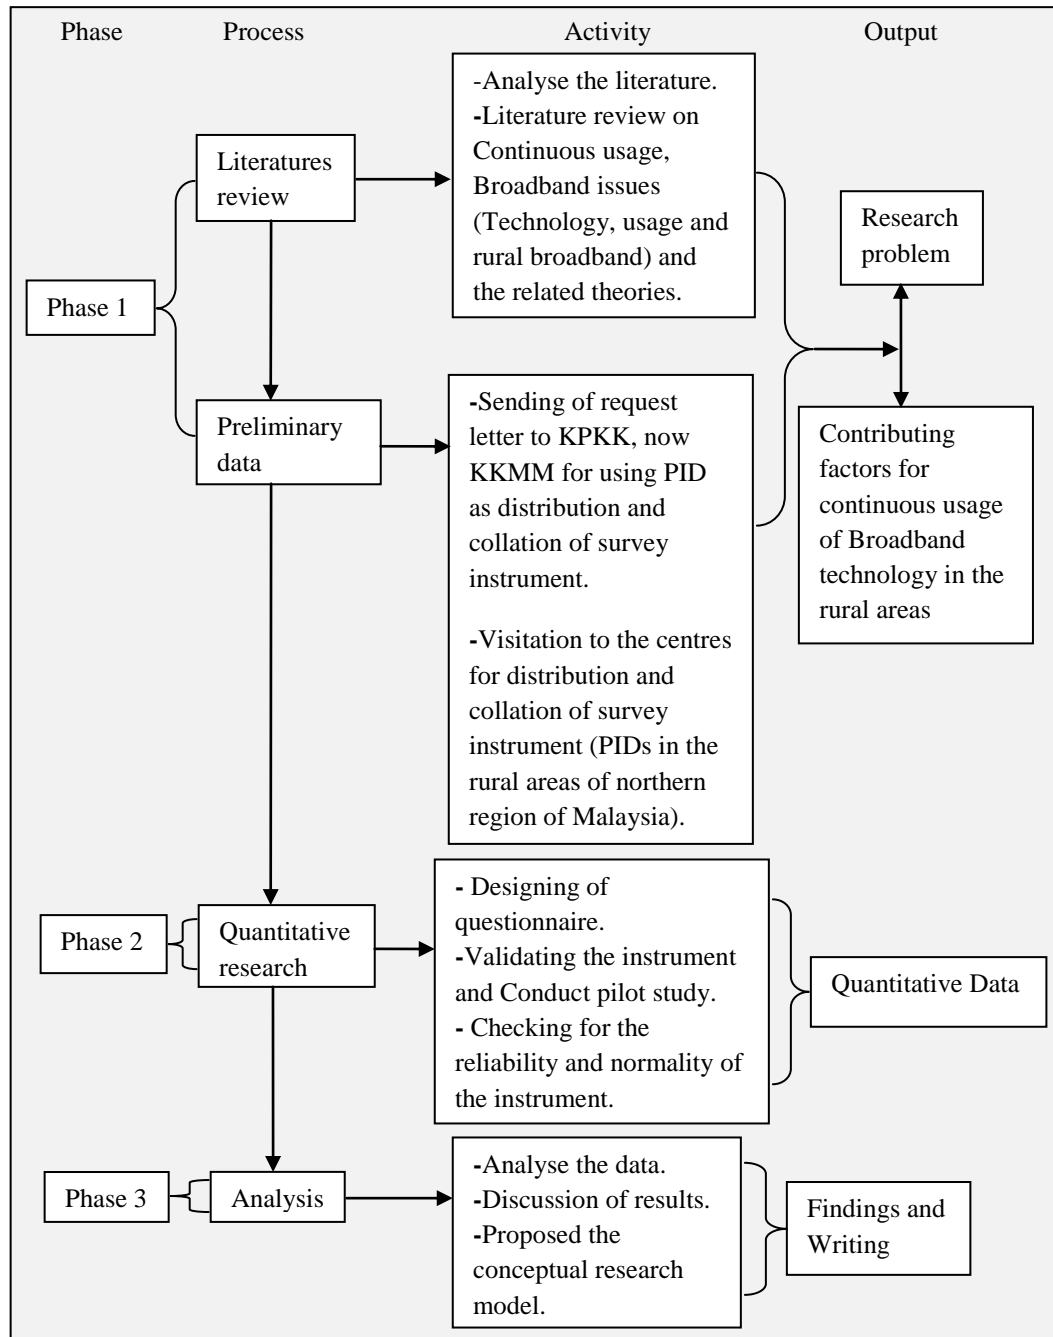 Phase Process Activity Output
-Analyse the literature.
-Literature review on
Continuous usage,
Broadband issues
(Technology, usage and
rural broadband) and
the related theories.
Literatures
review
Research
problem
Phase 1
Preliminary
data
-Sending of request
letter to KPKK, now
KKMM for using PID
as distribution and
collation of survey
instrument.
-Visitation to the centres
for distribution and
collation of survey
instrument (PIDs in the
rural areas of northern
region of Malaysia).
Contributing
factors for
continuous usage
of Broadband
technology in the
rural areas
Phase 2
Quantitative
research
- Designing of
questionnaire.
-Validating the instrument
and Conduct pilot study.
- Checking for the
reliability and normality of
the instrument.
Quantitative Data
Phase 3
Analysis
-Analyse the data.
-Discussion of results.
-Proposed the
conceptual research
model.
Findings and
Writing